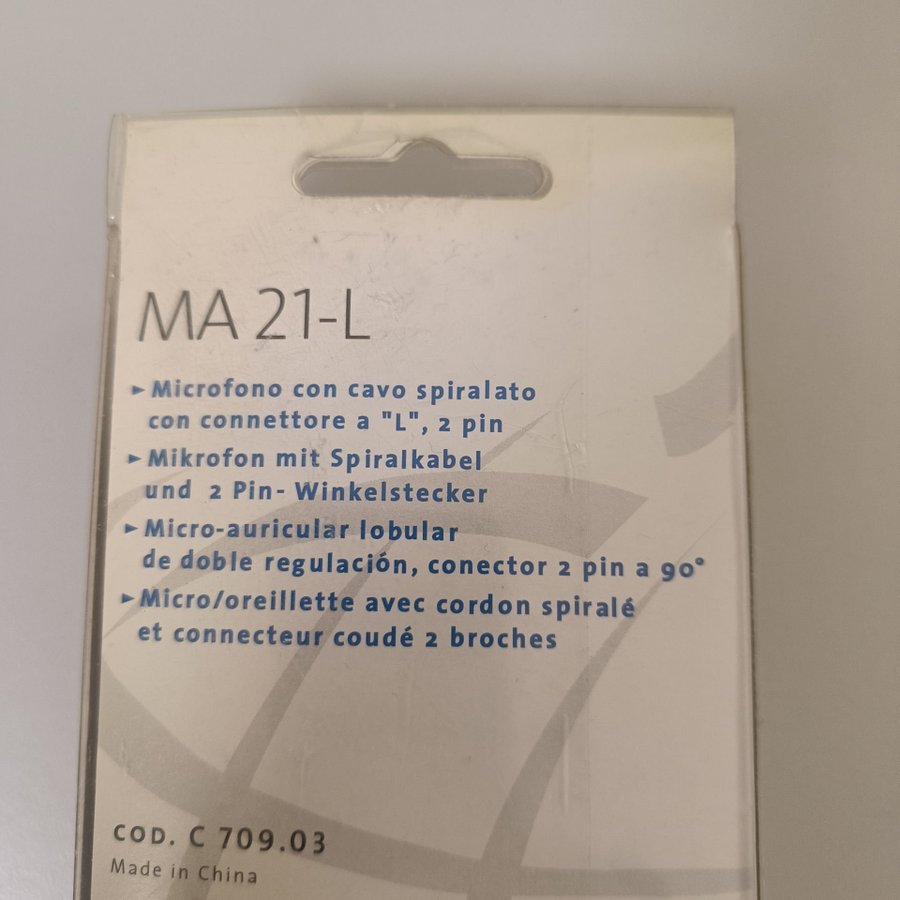 MA 21-L
► Microfono con cavo spiralato
con connettore a "L", 2 pin
► Mikrofon mit Spiralkabel
und 2 Pin- Winkelstecker
► Micro-auricular lobular
de doble regulación, conector 2 pin a 90°
► Micro/oreillette avec cordon spiralé
et connecteur coudé 2 broches
COD. C 709.03
Made in China